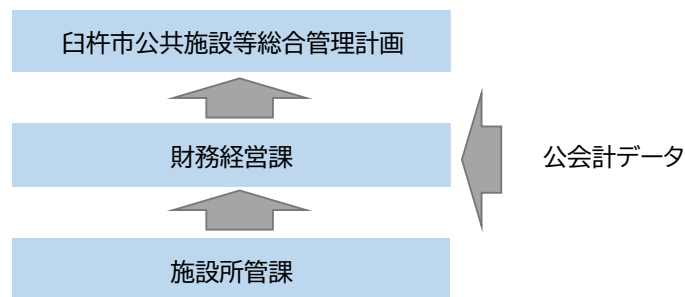 臼杵市公共施設等総合管理計画
財務経営課
公会計データ
施設所管課